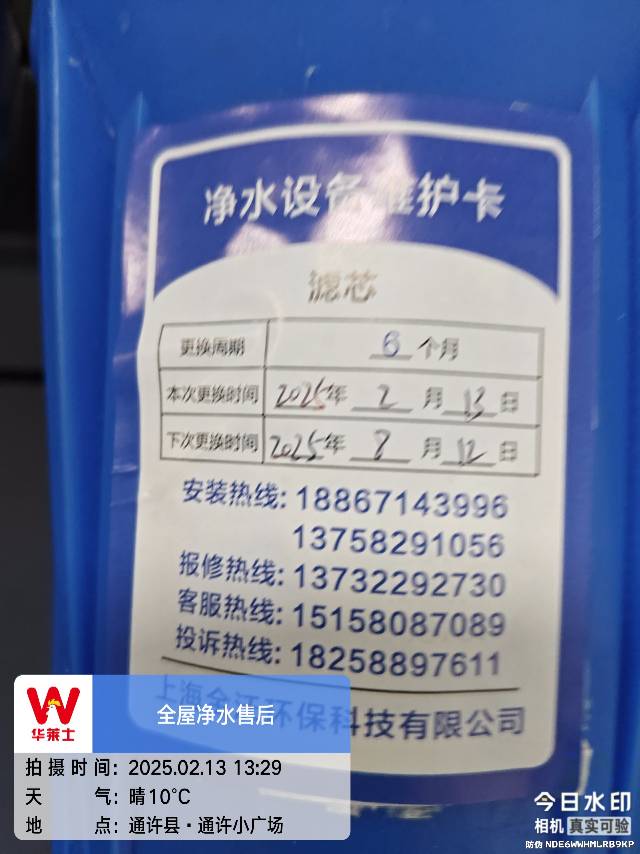 净水设备维护卡
滤芯
更换周期 6 个月
本次更换时间 2025年 2 月 13 日
下次更换时间 2025年 8 月 12 日
安装热线: 18867143996
13758291056
报修热线: 13732292730
客服热线: 15158087089
投诉热线: 18258897611
上海 环保科技有限公司
华莱士
全屋净水售后
拍摄时间: 2025.02.13 13:29
天气: 晴10°C
地点: 通许县·通许小广场
今日水印
相机 真实可验
防伪 NDE6WWHMLRB9KP